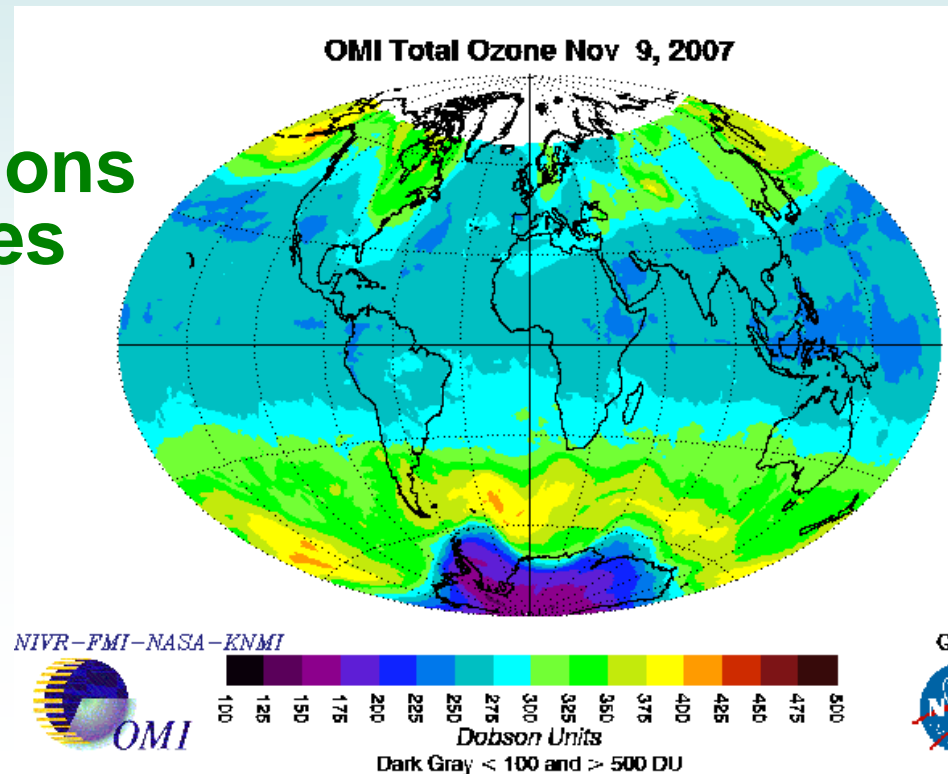 OMI Total Ozone Nov 9, 2007
ons
es
NIVR-FMI-NASA-KNMI
G
OMI
100 125 150 175 200 225 250 275 300 325 350 375 400 425 450 475 500
Dobson Units
Dark Gray < 100 and > 500 DU